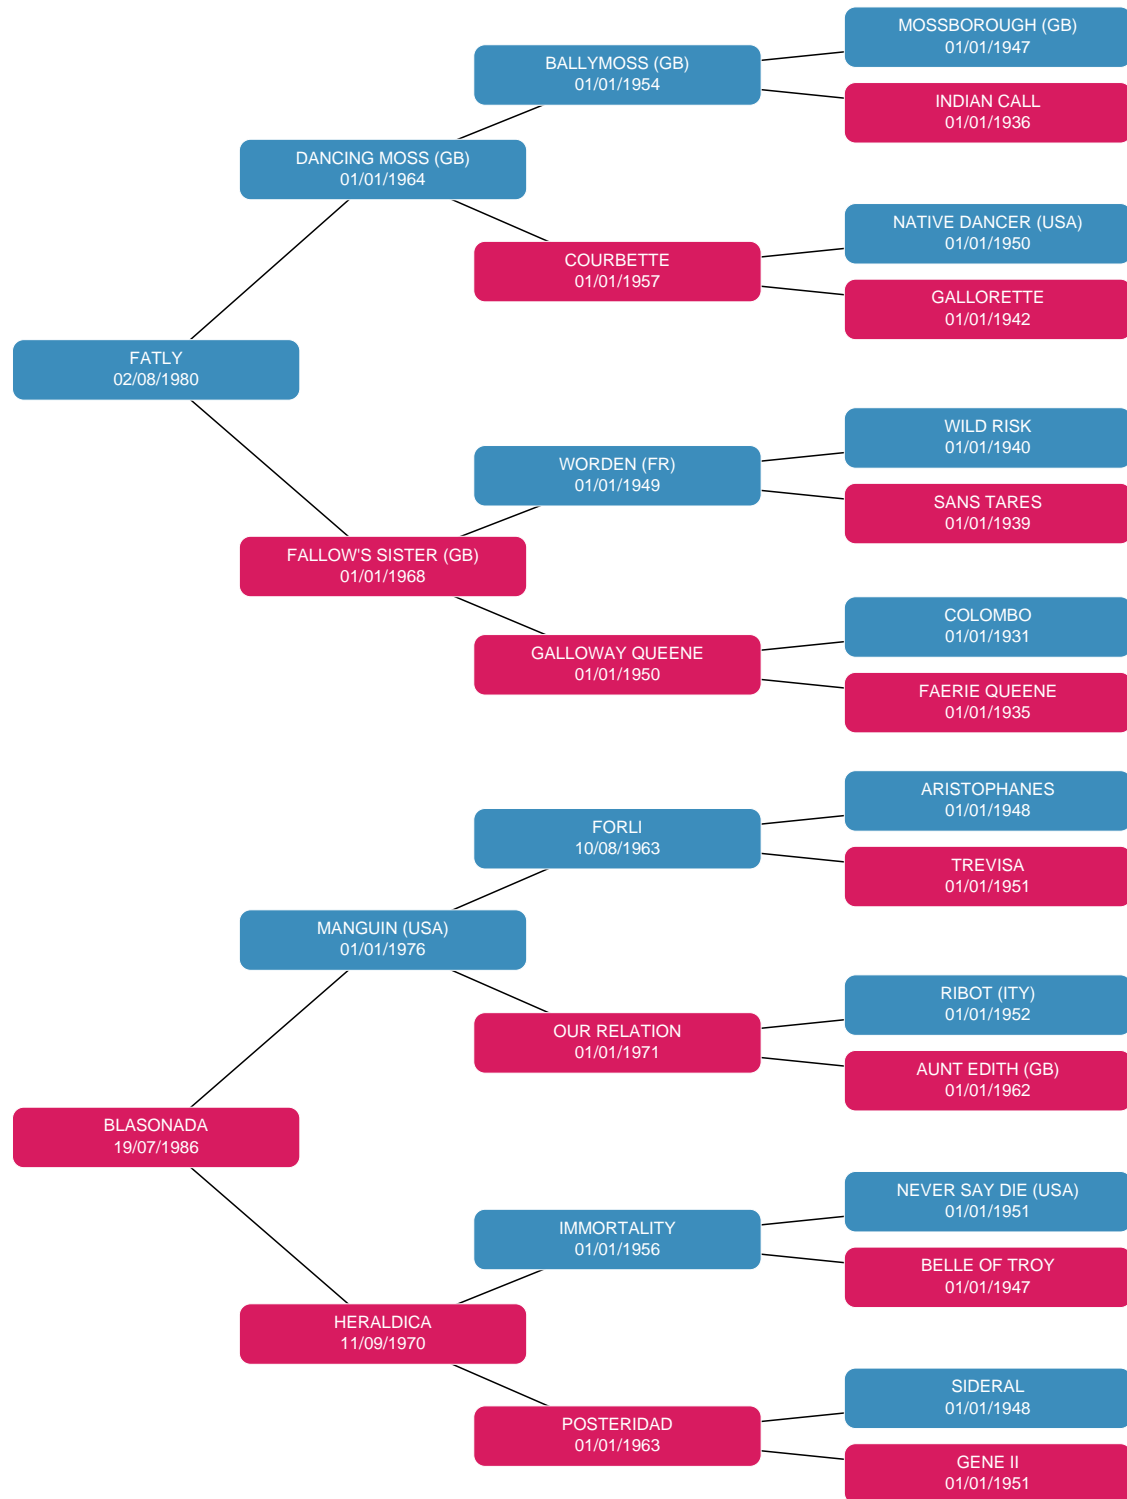 MOSSBOROUGH (GB)
01/01/1947
BALLYMOSS (GB)
01/01/1954
INDIAN CALL
01/01/1936
DANCING MOSS (GB)
01/01/1964
NATIVE DANCER (USA)
01/01/1950
COURBETTE
01/01/1957
GALLORETTE
01/01/1942
FATLY
02/08/1980
WILD RISK
01/01/1940
WORDEN (FR)
01/01/1949
SANS TARES
01/01/1939
FALLOW'S SISTER (GB)
01/01/1968
COLOMBO
01/01/1931
GALLOWAY QUEENE
01/01/1950
FAERIE QUEENE
01/01/1935
ARISTOPHANES
01/01/1948
FORLI
10/08/1963
TREVISA
01/01/1951
MANGUIN (USA)
01/01/1976
RIBOT (ITY)
01/01/1952
OUR RELATION
01/01/1971
AUNT EDITH (GB)
01/01/1962
BLASONADA
19/07/1986
NEVER SAY DIE (USA)
01/01/1951
IMMORTALITY
01/01/1956
BELLE OF TROY
01/01/1947
HERALDICA
11/09/1970
SIDERAL
01/01/1948
POSTERIDAD
01/01/1963
GENE II
01/01/1951